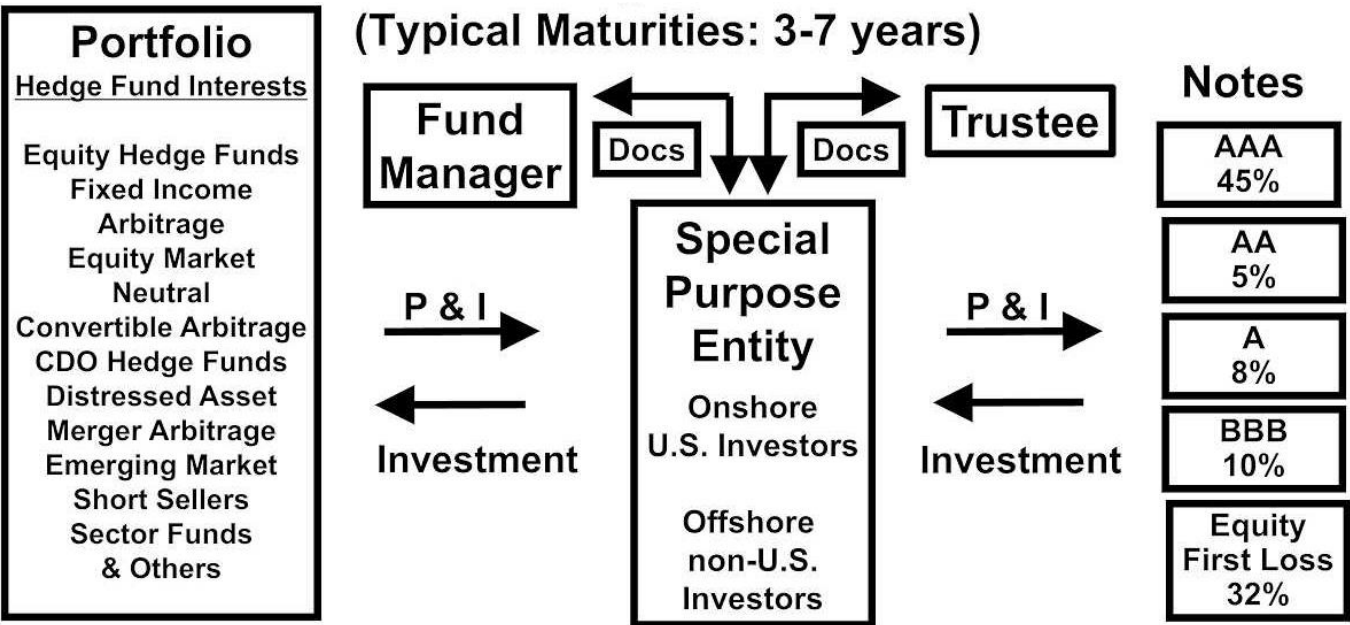 Portfolio
Hedge Fund Interests
Equity Hedge Funds
Fixed Income
Arbitrage
Equity Market
Neutral
Convertible Arbitrage
CDO Hedge Funds
Distressed Asset
Merger Arbitrage
Emerging Market
Short Sellers
Sector Funds
& Others
(Typical Maturities: 3-7 years)
Fund
Manager
Docs
Docs
Trustee
P & I
Investment
Special
Purpose
Entity
Onshore
U.S. Investors
Offshore
non-U.S.
Investors
P & I
Investment
Notes
AAA
45%
AA
5%
A
8%
BBB
10%
Equity
First Loss
32%